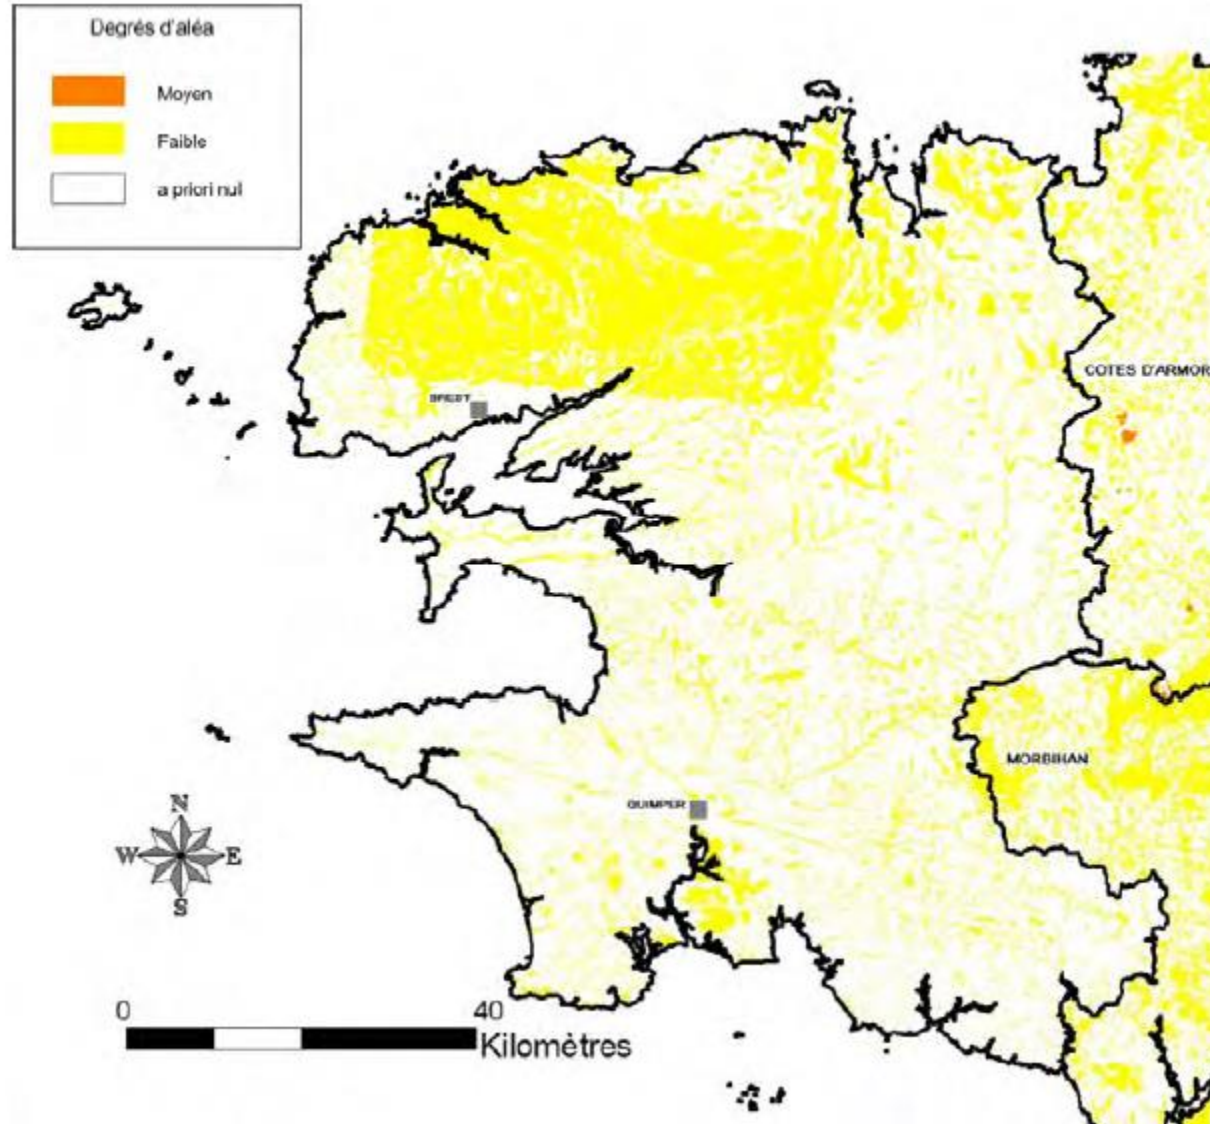 Degrés d'aléa
Moyen
Faible
a priori nul
COTES D'ARMOR
BREST
MORBIHAN
QUIMPER
N
W E
S
0 40
Kilomètres